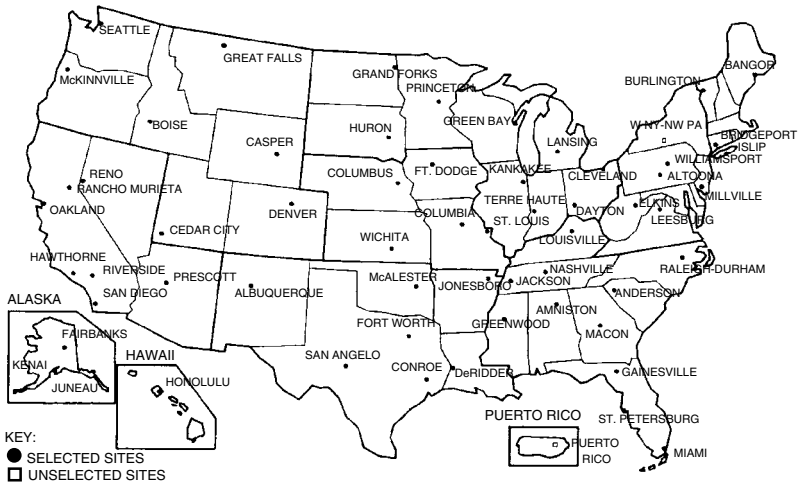 SEATTLE
BANGOR
GREAT FALLS
GRAND FORKS
McKINNVILLE
BURLINGTON
PRINCETON
BOISE
HURON
GREEN BAY
W NY-NW PA
BRIDGEPORT
CASPER
LANSING
ISLIP
WILLIAMSPORT
RENO
COLUMBUS
FT. DODGE
KANKAKEE
CLEVELAND
ALTOONA
RANCHO MURIETA
TERRE HAUTE
MILLVILLE
OAKLAND
DENVER
COLUMBIA
ST. LOUIS
DAYTON
ELKINS
LEESBURG
CEDAR CITY
WICHITA
LOUISVILLE
HAWTHORNE
RIVERSIDE
PRESCOTT
McALESTER
NASHVILLE
RALEIGH-DURHAM
SAN DIEGO
ALBUQUERQUE
JONESBORO
JACKSON
ANDERSON
ALASKA
FORT WORTH
GREENWOOD
AMNISTON
FAIRBANKS
MACON
HAWAII
SAN ANGELO
KENAI
CONROE
DeRIDDER
GAINESVILLE
JUNEAU
HONOLULU
PUERTO RICO
ST. PETERSBURG
KEY:
PUERTO
RICO
MIAMI
SELECTED SITES
UNSELECTED SITES